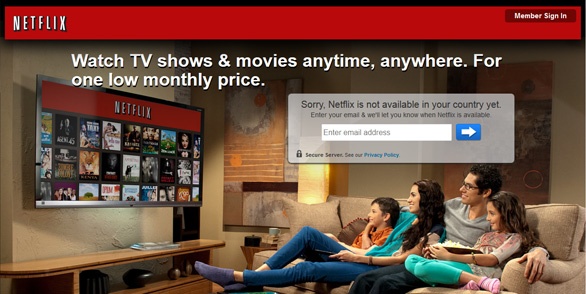 NETFLIX
Member Sign In
Watch TV shows & movies anytime, anywhere. For
one low monthly price.
NETFLIX
Sorry, Netflix is not available in your country yet.
Enter your email & we'll let you know when Netflix is available.
Enter email address
Secure Server. See our Privacy Policy.